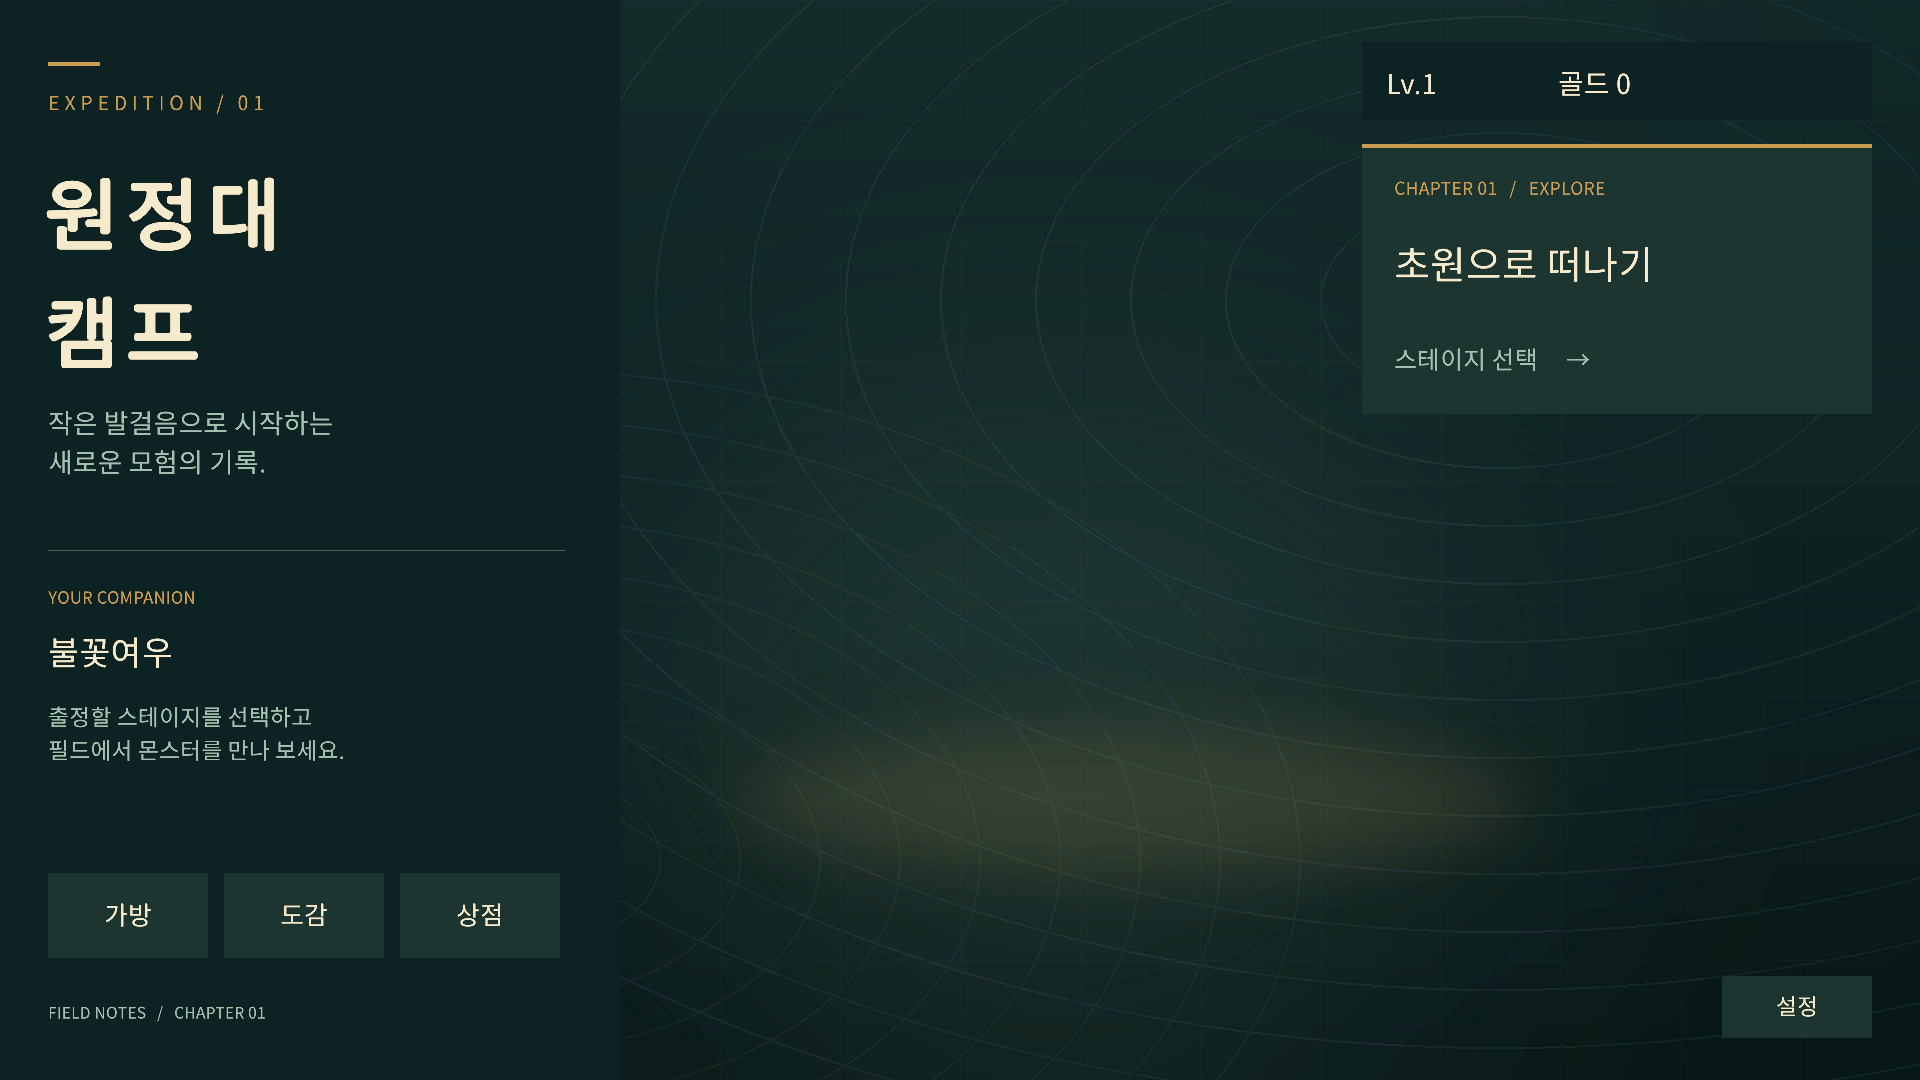 EXPEDITION / 01
원정대
캠프
작은 발걸음으로 시작하는
새로운 모험의 기록.
YOUR COMPANION
불꽃여우
출정할 스테이지를 선택하고
필드에서 몬스터를 만나 보세요.
가방 도감 상점
FIELD NOTES / CHAPTER 01
Lv.1 골드 0
CHAPTER 01 / EXPLORE
초원으로 떠나기
스테이지 선택 →
설정